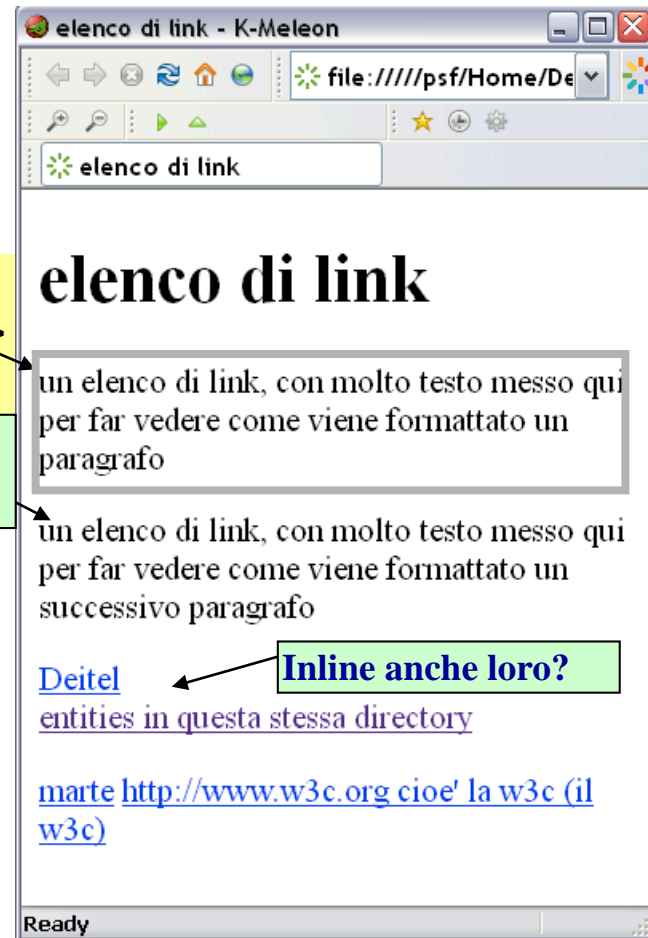 elenco di link - K-Meleon
file://///psf/Home/De
elenco di link
elenco di link
un elenco di link, con molto testo messo qui
per far vedere come viene formattato un
paragrafo
un elenco di link, con molto testo messo qui
per far vedere come viene formattato un
successivo paragrafo
Inline anche loro?
Deitel
entities in questa stessa directory
marte http://www.w3c.org cioe' la w3c (il
w3c)
Ready